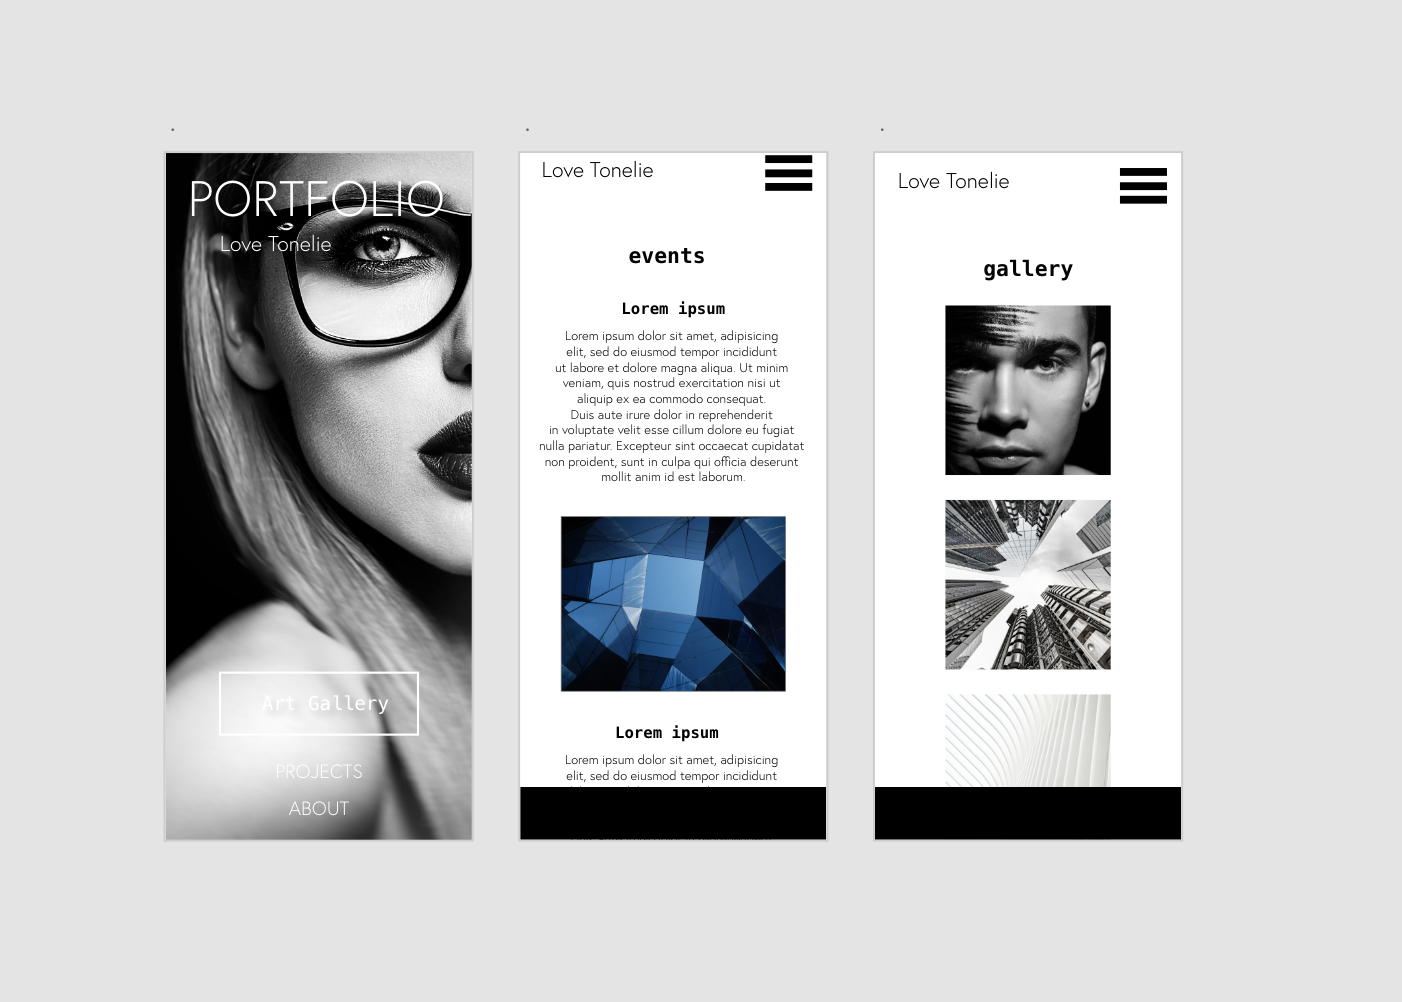 PORTFOLIO
Love Tonelie
Art Gallery
PROJECTS
ABOUT
Love Tonelie
events
Lorem ipsum
Lorem ipsum dolor sit amet, adipisicing
elit, sed do eiusmod tempor incididunt
ut labore et dolore magna aliqua. Ut minim
veniam, quis nostrud exercitation nisi ut
aliquip ex ea commodo consequat.
Duis aute irure dolor in reprehenderit
in voluptate velit esse cillum dolore eu fugiat
nulla pariatur. Excepteur sint occaecat cupidatat
non proident, sunt in culpa qui officia deserunt
mollit anim id est laborum.
Lorem ipsum
Lorem ipsum dolor sit amet, adipisicing
elit, sed do eiusmod tempor incididunt
Love Tonelie
gallery